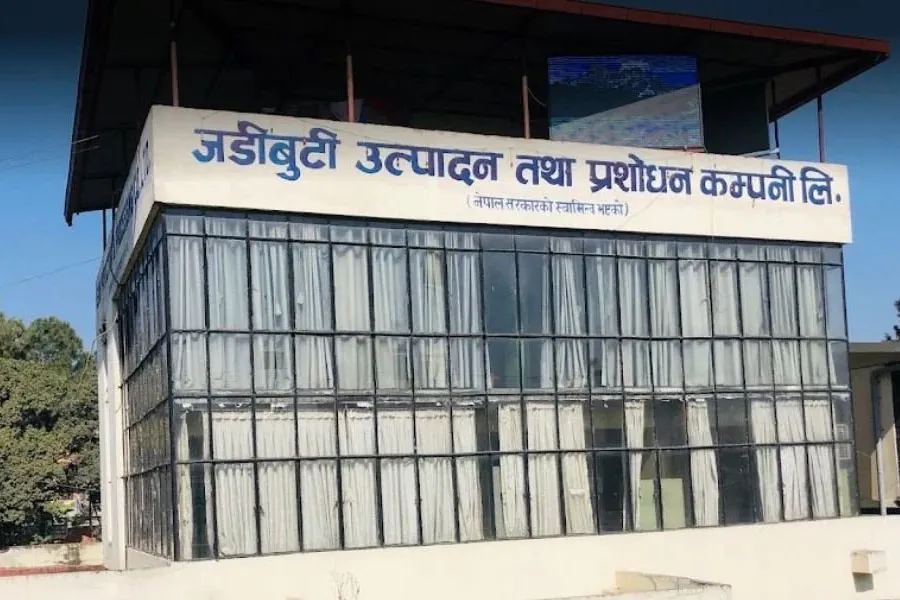 जडीबुटी उत्पादन तथा प्रशोधन कम्पनी लि.
(नेपाल सरकारको स्वामित्व भएको)